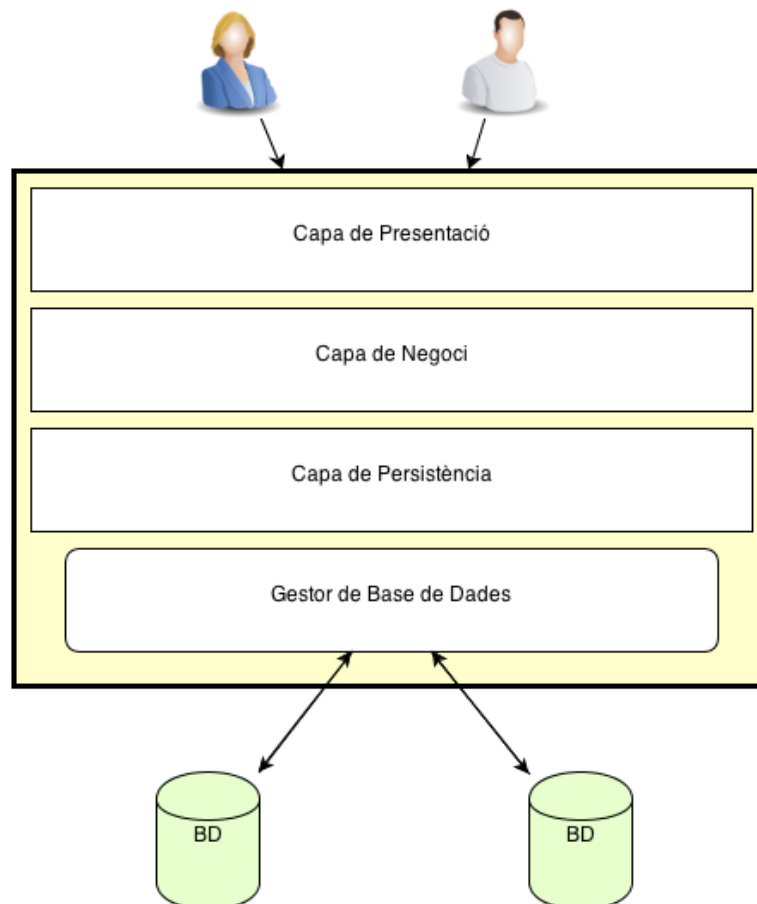 Capa de Presentació
Capa de Negoci
Capa de Persistència
Gestor de Base de Dades
BD
BD